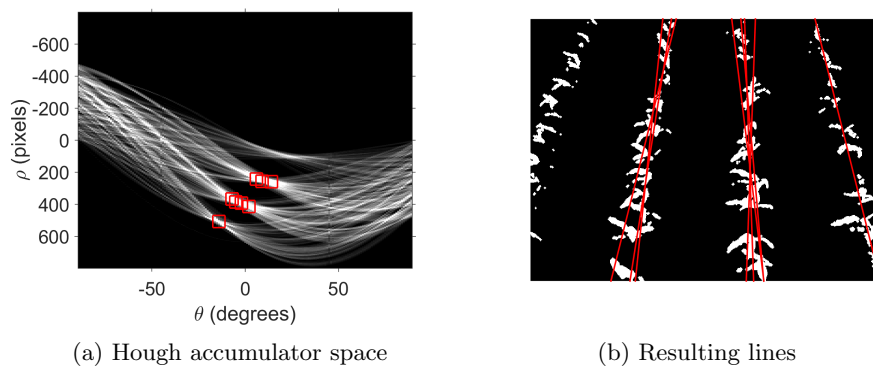 -600
-400
-200
0
200
400
600
ρ (pixels)
-50 0 50
θ (degrees)
(a) Hough accumulator space
(b) Resulting lines